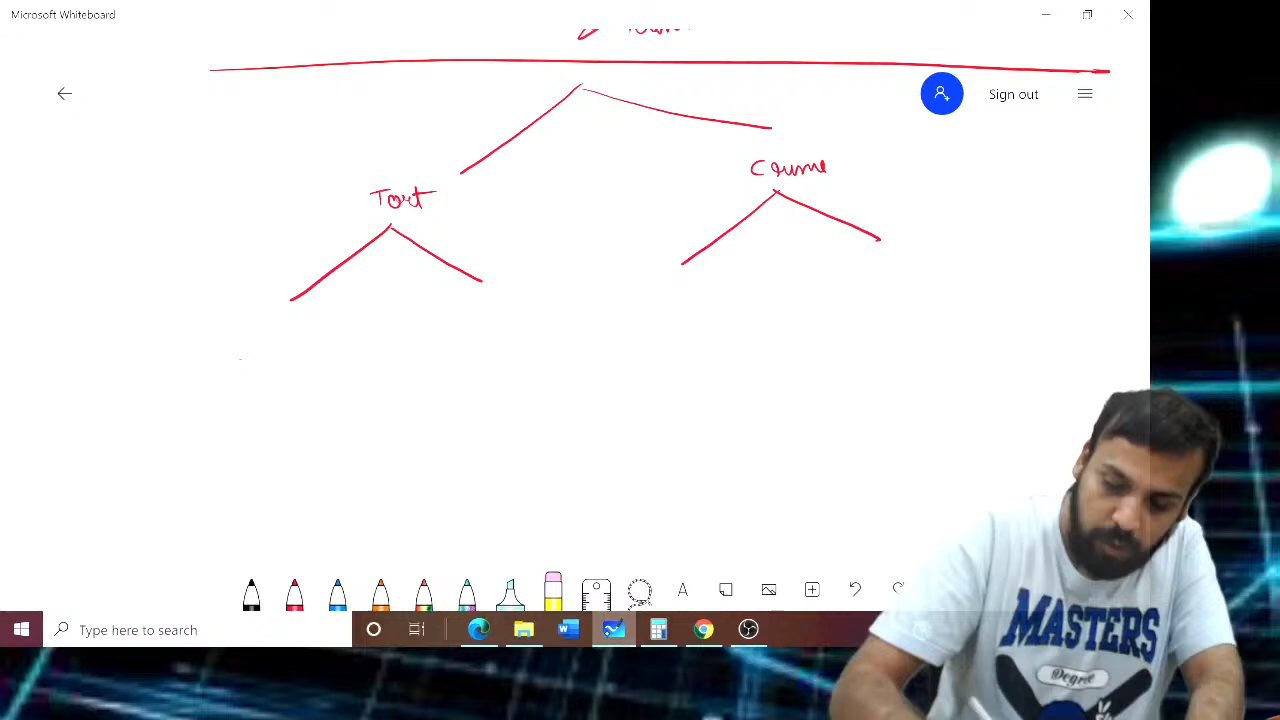 Microsoft Whiteboard
Sign out
Crime
Tort
Type here to search
MASTERS
Degree